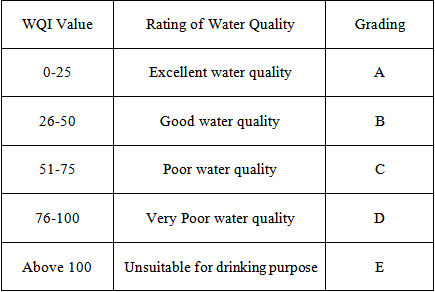 WQI Value Rating of Water Quality Grading
0-25 Excellent water quality A
26-50 Good water quality B
51-75 Poor water quality C
76-100 Very Poor water quality D
Above 100 Unsuitable for drinking purpose E